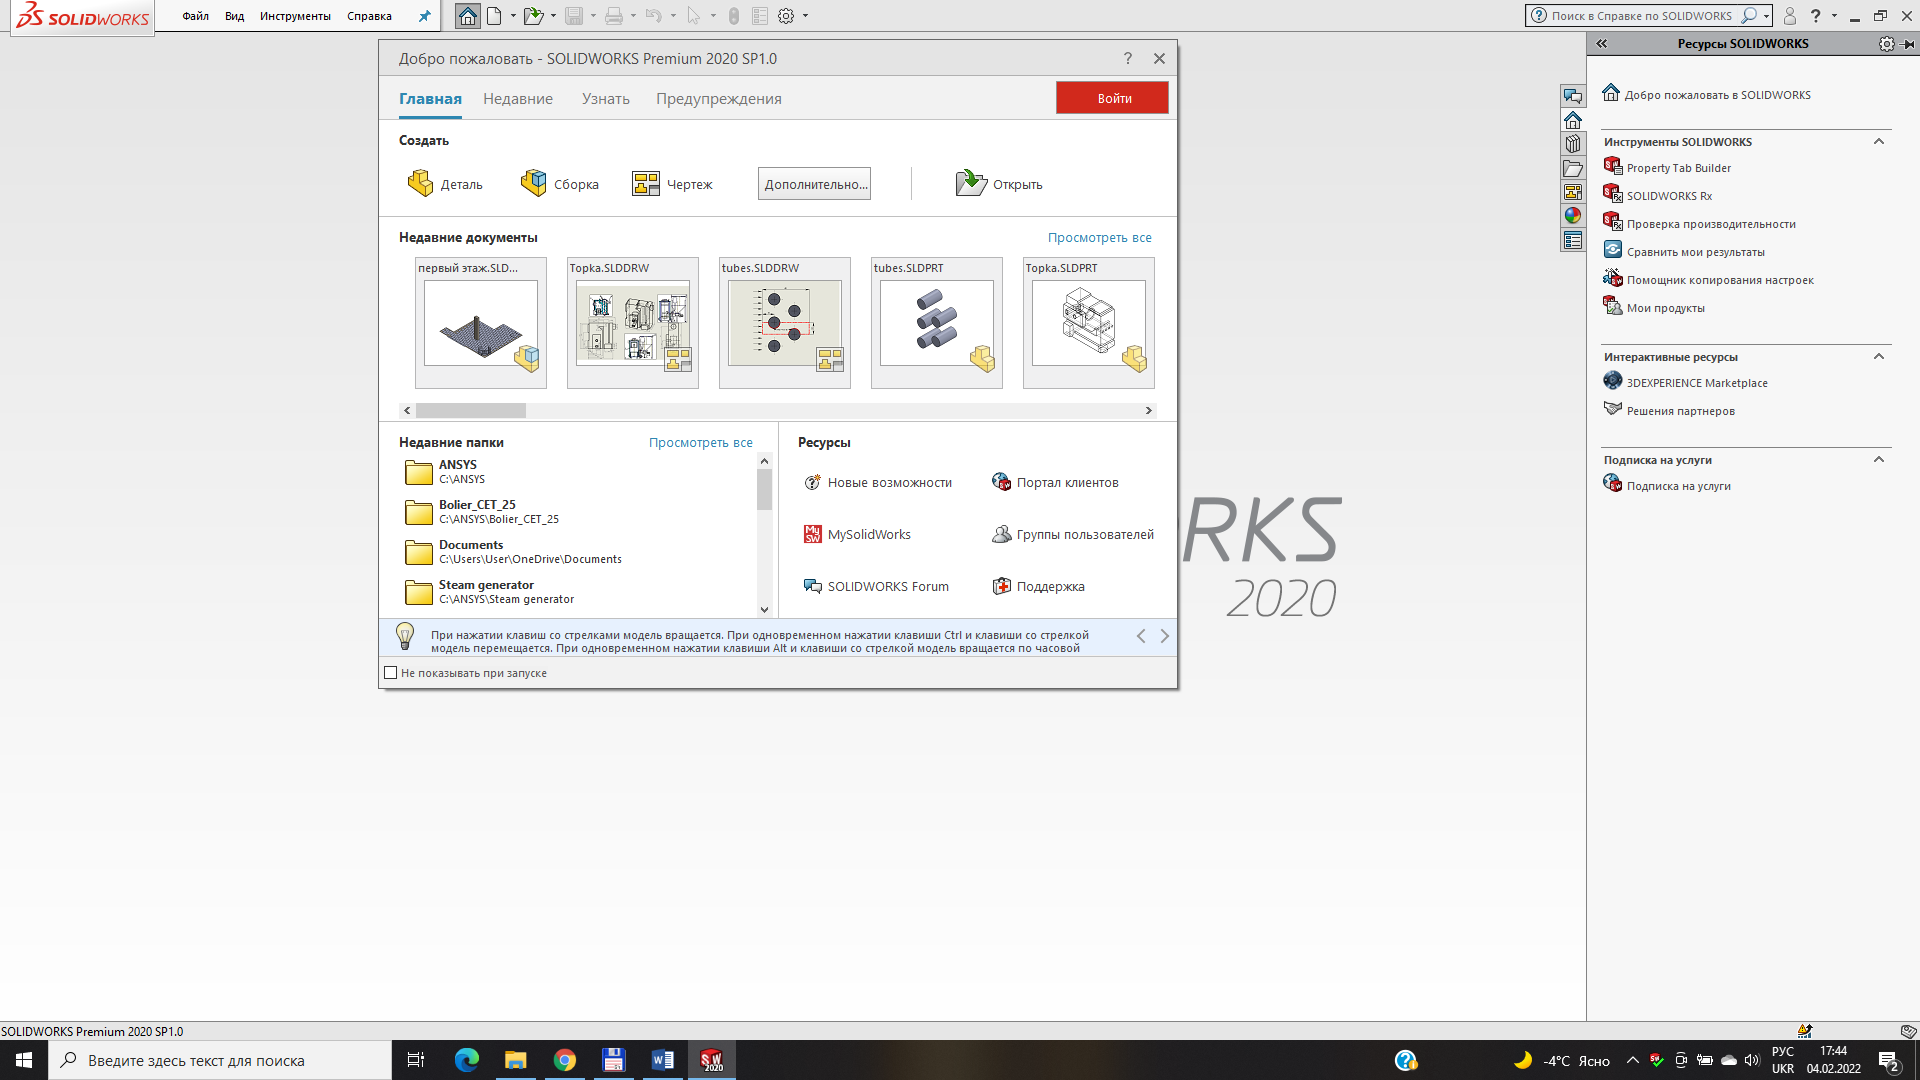 SOLIDWORKS
Файл Вид Инструменты Справка
Поиск в Справке по SOLIDWORKS
Добро пожаловать - SOLIDWORKS Premium 2020 SP1.0
Главная Недавние Узнать Предупреждения
Войти
Создать
Деталь Сборка Чертеж Дополнительно... Открыть
Недавние документы Просмотреть все
первый этаж.SLD... Topka.SLDDRW tubes.SLDDRW tubes.SLDPRT Topka.SLDPRT
Недавние папки Просмотреть все
ANSYS
C:\ANSYS
Bolier_CET_25
C:\ANSYS\Bolier_CET_25
Documents
C:\Users\User\OneDrive\Documents
Steam generator
C:\ANSYS\Steam generator
Ресурсы
Новые возможности Портал клиентов
MySolidWorks Группы пользователей
SOLIDWORKS Forum Поддержка
При нажатии клавиш со стрелками модель вращается. При одновременном нажатии клавиши Ctrl и клавиши со стрелкой
модель перемещается. При одновременном нажатии клавиши Alt и клавиши со стрелкой модель вращается по часовой
Не показывать при запуске
RKS
2020
Ресурсы SOLIDWORKS
Добро пожаловать в SOLIDWORKS
Инструменты SOLIDWORKS
Property Tab Builder
SOLIDWORKS Rx
Проверка производительности
Сравнить мои результаты
Помощник копирования настроек
Мои продукты
Интерактивные ресурсы
3DEXPERIENCE Marketplace
Решения партнеров
Подписка на услуги
Подписка на услуги
SOLIDWORKS Premium 2020 SP1.0
Введите здесь текст для поиска
-4°C Ясно
РУС
UKR
17:44
04.02.2022
2